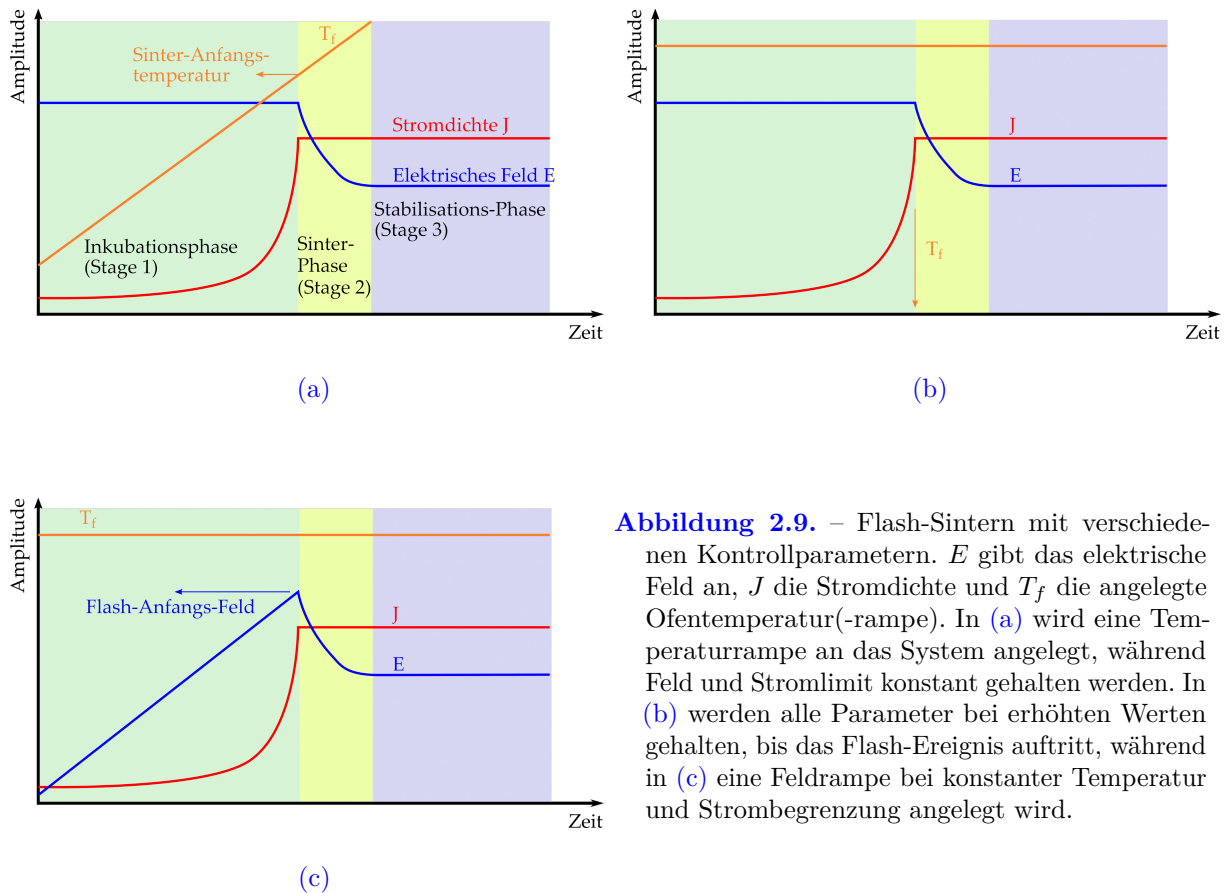 Amplitude
T_f
Sinter-Anfangs-
temperatur
Stromdichte J
Elektrisches Feld E
Stabilisations-Phase
(Stage 3)
Inkubationsphase
(Stage 1)
Sinter-
Phase
(Stage 2)
Zeit
(a)
Amplitude
J
E
T_f
Zeit
(b)
Amplitude
T_f
Flash-Anfangs-Feld
J
E
Zeit
(c)
Abbildung 2.9. – Flash-Sintern mit verschiede-
nen Kontrollparametern. E gibt das elektrische
Feld an, J die Stromdichte und T_f die angelegte
Ofentemperatur(-rampe). In (a) wird eine Tem-
peraturrampe an das System angelegt, während
Feld und Stromlimit konstant gehalten werden. In
(b) werden alle Parameter bei erhöhten Werten
gehalten, bis das Flash-Ereignis auftritt, während
in (c) eine Feldrampe bei konstanter Temperatur
und Strombegrenzung angelegt wird.